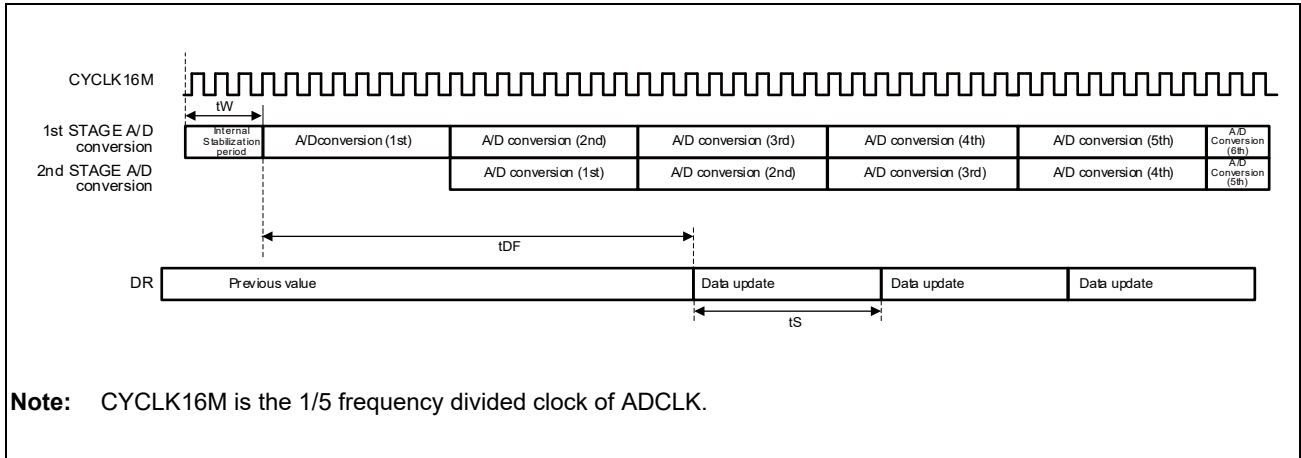 CYCLK16M
tW
1st STAGE A/D
conversion
Internal
Stabilization
period
A/Dconversion (1st)
A/D conversion (2nd)
A/D conversion (3rd)
A/D conversion (4th)
A/D conversion (5th)
A/D
Conversion
(6th)
2nd STAGE A/D
conversion
A/D conversion (1st)
A/D conversion (2nd)
A/D conversion (3rd)
A/D conversion (4th)
A/D
Conversion
(5th)
tDF
DR
Previous value
Data update
Data update
Data update
tS
Note: CYCLK16M is the 1/5 frequency divided clock of ADCLK.